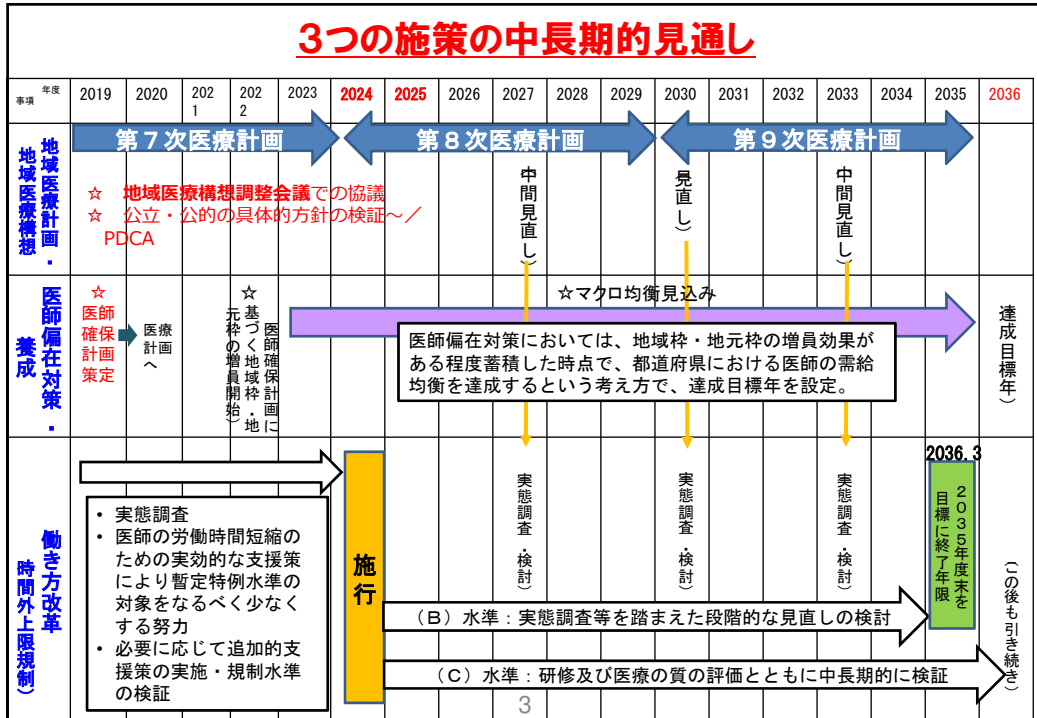 3つの施策の中長期的見通し
年度
事項
2019
2020
202
1
202
2
2023
2024
2025
2026
2027
2028
2029
2030
2031
2032
2033
2034
2035
2036
地域医療計画・
地域医療構想
第7次医療計画
第8次医療計画
第9次医療計画
☆ 地域医療構想調整会議での協議
☆ 公立・公的の具体的方針の検証~/
PDCA
中間見直し)
見直し)
中間見直し)
医師偏在対策・
養成
☆
医師
確保
計画
策定
医療
計画
へ
☆
医師確保計画に
基づく地域枠・地
元枠の増員開始)
☆マクロ均衡見込み
医師偏在対策においては、地域枠・地元枠の増員効果が
ある程度蓄積した時点で、都道府県における医師の需給
均衡を達成するという考え方で、達成目標年を設定。
達成目標年)
働き方改革
時間外上限規制)
• 実態調査
• 医師の労働時間短縮
のための実効的な支援策
により暫定特例水準の
対象をなるべく少なく
する努力
• 必要に応じて追加的支
援策の実施・規制水準
の検証
施行
実態調査・検討)
実態調査・検討)
実態調査・検討)
2036.3
2035年度末を
目標に終了年限
(B)水準:実態調査等を踏まえた段階的な見直しの検討
(C)水準:研修及び医療の質の評価とともに中長期的に検証
(この後も引き続き)
3